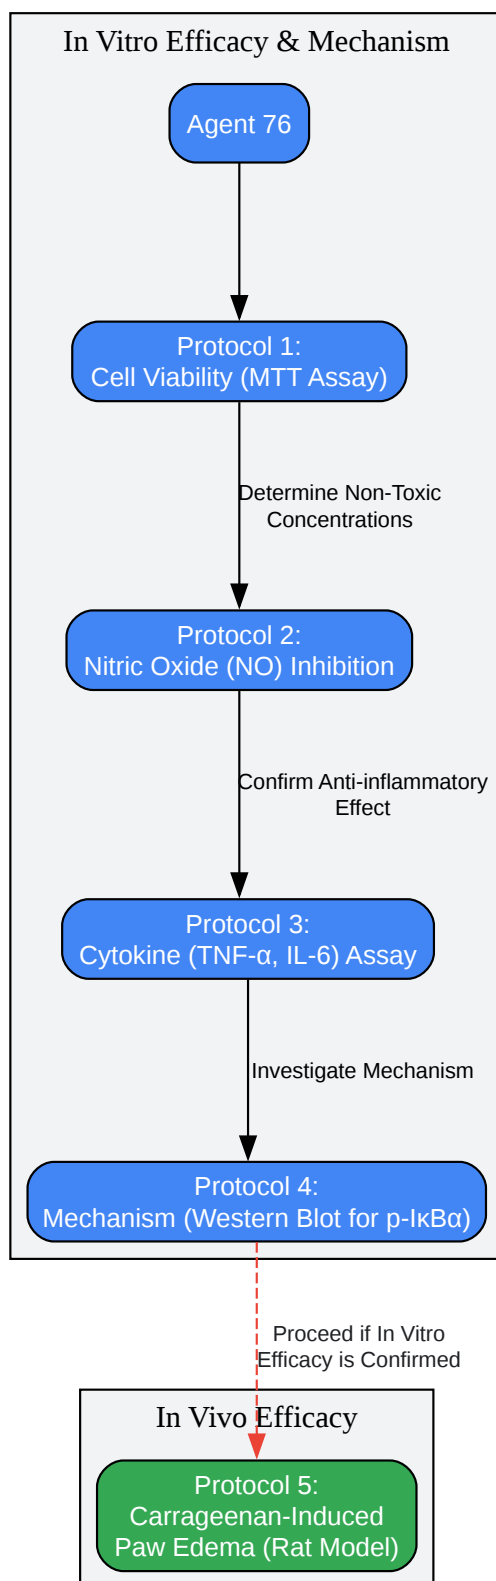 In Vitro Efficacy & Mechanism
Agent 76
Protocol 1:
Cell Viability (MTT Assay)
Determine Non-Toxic
Concentrations
Protocol 2:
Nitric Oxide (NO) Inhibition
Confirm Anti-inflammatory
Effect
Protocol 3:
Cytokine (TNF-α, IL-6) Assay
Investigate Mechanism
Protocol 4:
Mechanism (Western Blot for p-IκBα)
Proceed if In Vitro
Efficacy is Confirmed
In Vivo Efficacy
Protocol 5:
Carrageenan-Induced
Paw Edema (Rat Model)